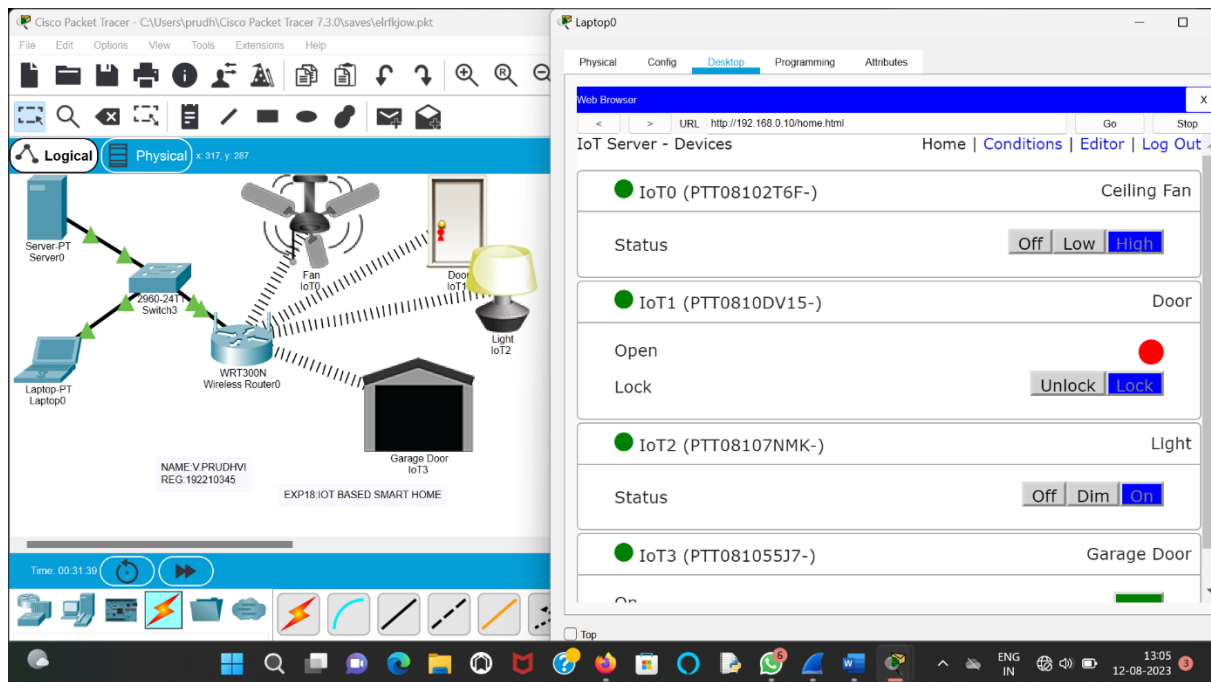 Cisco Packet Tracer - C:\Users\prudh\Cisco Packet Tracer 7.3.0\saves\elrfkjow.pkt
File Edit Options View Tools Extensions Help
Logical
Physical x: 317, y: 287
Server-PT
Server0
2960-24TT
Switch3
Laptop-PT
Laptop0
WRT300N
Wireless Router0
Fan
IoT0
Door
IoT1
Light
IoT2
Garage Door
IoT3
NAME:V.PRUDHVI
REG:192210345
EXP18:IOT BASED SMART HOME
Time: 00:31:39
Laptop0
Physical Config Desktop Programming Attributes
Web Browser X
< > URL http://192.168.0.10/home.html Go Stop
IoT Server - Devices Home | Conditions | Editor | Log Out
IoT0 (PTT08102T6F-) Ceiling Fan
Status Off Low High
IoT1 (PTT0810DV15-) Door
Open
Lock Unlock Lock
IoT2 (PTT08107NMK-) Light
Status Off Dim On
IoT3 (PTT081055J7-) Garage Door
On
Top
ENG
IN
6
13:05
12-08-2023
3